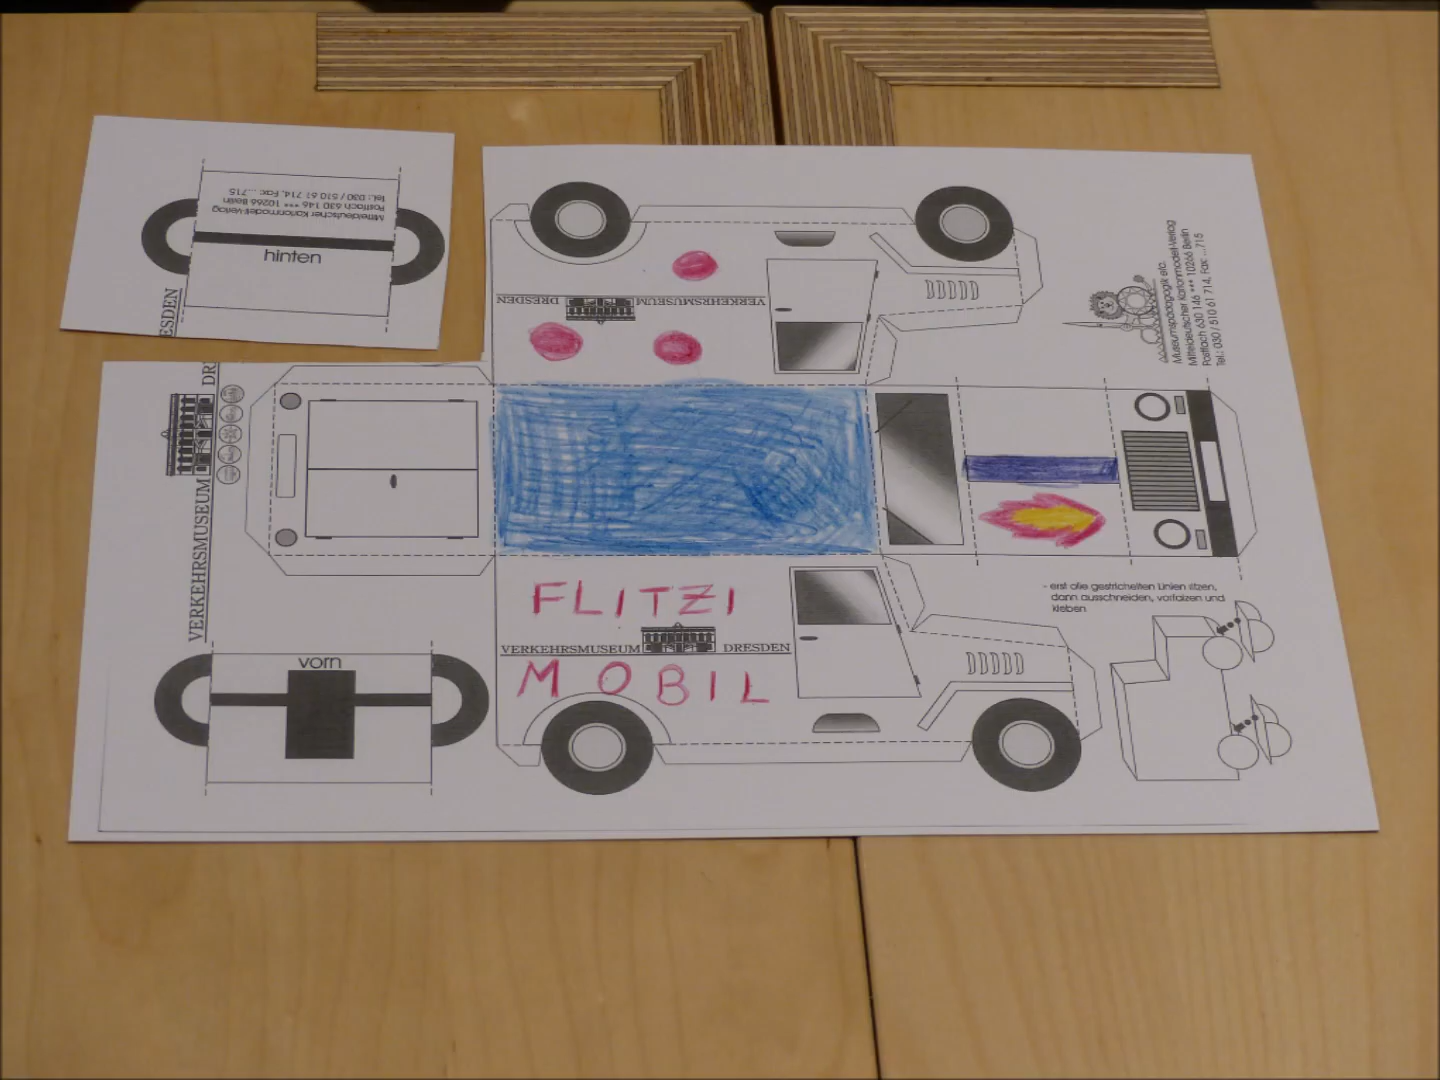 Mitteldeutscher Kartonmodell-Verlag
Postfach 630 146 *** 10266 Berlin
Tel.: 030 / 510 61 714, Fax: ...715
hinten
ESDEN
VERKEHRSMUSEUM DRESDEN
Museumspädagogik etc.
Mitteldeutscher Kartonmodell-Verlag
Postfach 630 146 *** 10266 Berlin
Tel.: 030 / 510 61 714, Fax: ...715
VERKEHRSMUSEUM DR
FLITZI
VERKEHRSMUSEUM DRESDEN
MOBIL
- erst alle gestrichelten Linien ritzen,
dann ausschneiden, vorfalzen und
kleben
vorn